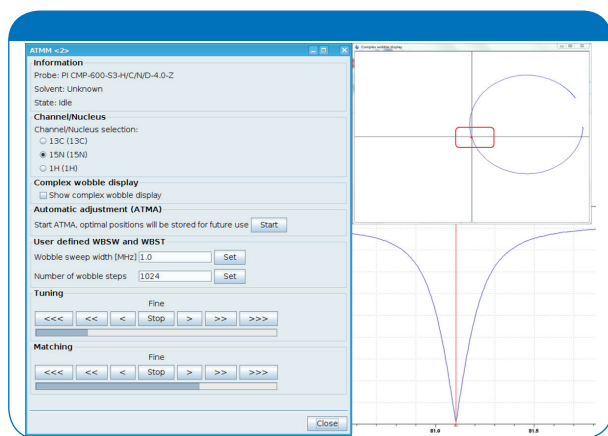 ATMM <2>
Information
Probe: PI CMP-600-S3-H/C/N/D-4.0-Z
Solvent: Unknown
State: Idle
Channel/Nucleus
Channel/Nucleus selection:
13C (13C)
15N (15N)
1H (1H)
Complex wobble display
Show complex wobble display
Automatic adjustment (ATMA)
Start ATMA, optimal positions will be stored for future use Start
User defined WBSW and WBST
Wobble sweep width [MHz] 1.0 Set
Number of wobble steps 1024 Set
Tuning
Fine
<<< << < Stop > >> >>>
Matching
Fine
<<< << < Stop > >> >>>
Close
Complex wobble display
81.0 81.5